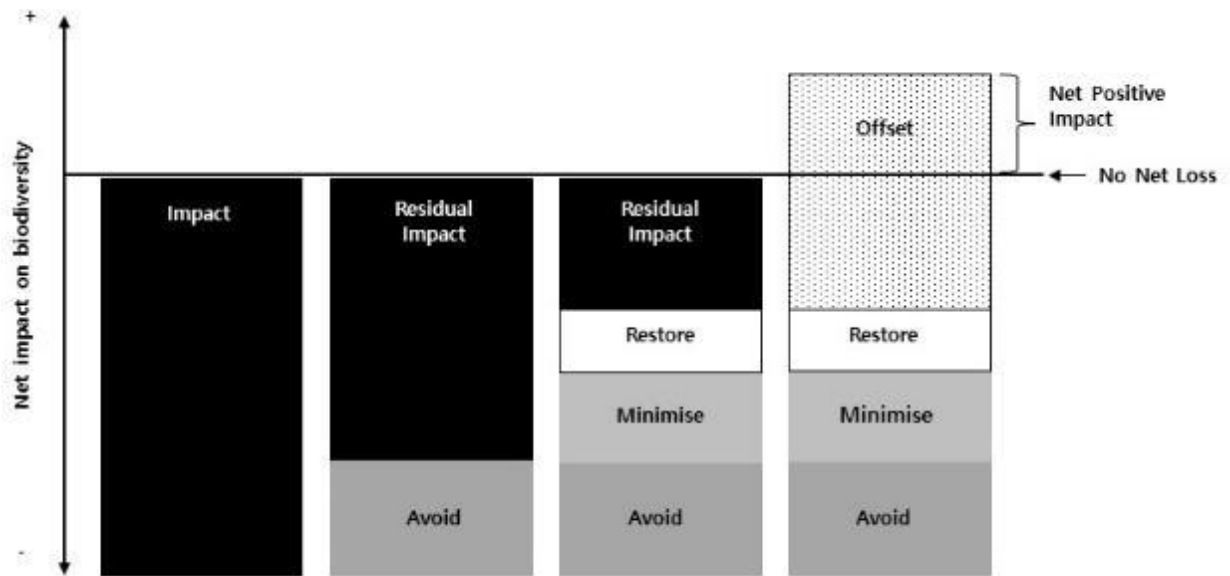 +
Net impact on biodiversity
-
Impact
Residual
Impact
Avoid
Residual
Impact
Restore
Minimise
Avoid
Offset
Restore
Minimise
Avoid
Net Positive
Impact
No Net Loss